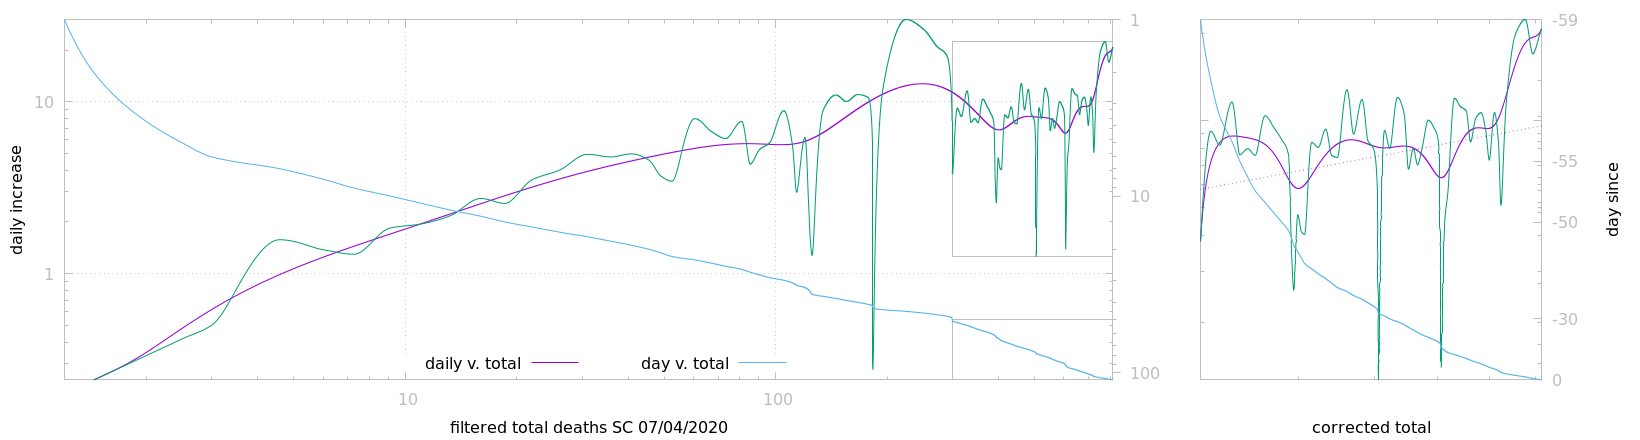 1
-59
10
daily increase
-55
10
day since
-50
1
-30
daily v. total
day v. total
100
0
10
100
filtered total deaths SC 07/04/2020
corrected total